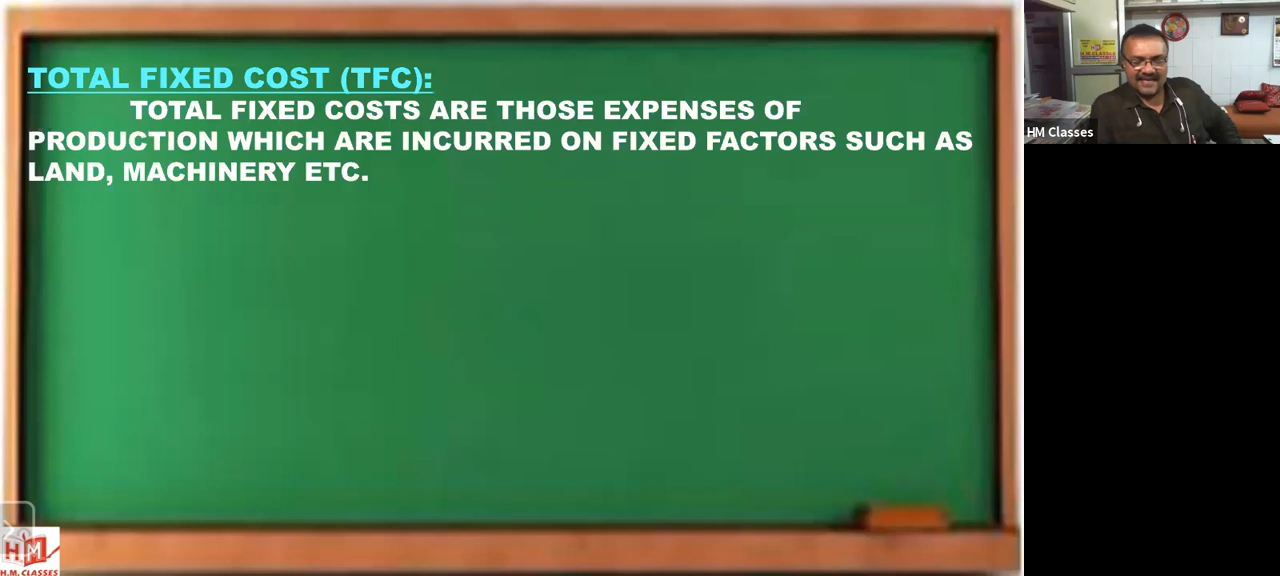 TOTAL FIXED COST (TFC):
TOTAL FIXED COSTS ARE THOSE EXPENSES OF
PRODUCTION WHICH ARE INCURRED ON FIXED FACTORS SUCH AS
LAND, MACHINERY ETC.
HM Classes
HM
H.M. CLASSES